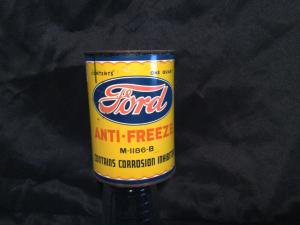 CONTENTS ONE QUART
Ford
ANTI-FREEZE
M-1186-B
CONTAINS CORROSION INHIBITOR